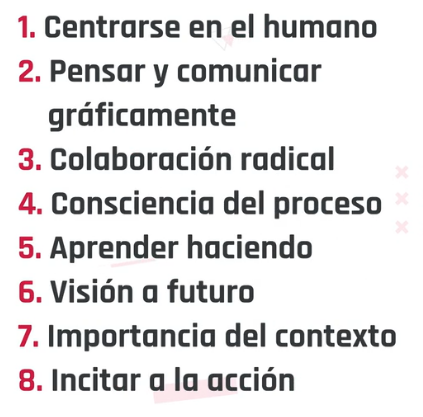 1. Centrarse en el humano
2. Pensar y comunicar
gráficamente
3. Colaboración radical
4. Consciencia del proceso
5. Aprender haciendo
6. Visión a futuro
7. Importancia del contexto
8. Incitar a la acción